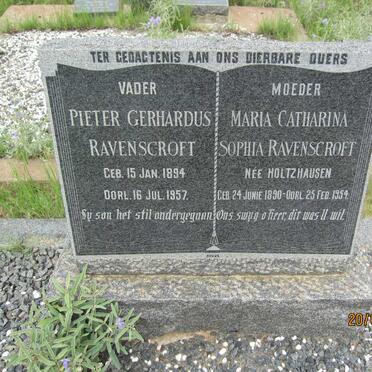 TER GEDAGTENIS AAN ONS DIERBARE OUERS
VADER
PIETER GERHARDUS
RAVENSCROFT
GEB. 15 JAN. 1894
OORL. 16 JUL. 1957.
Sy son het stil ondergegaan.
MOEDER
MARIA CATHARINA
SOPHIA RAVENSCROFT
NÉE HOLTZHAUSEN
GEB. 24 JUNIE 1890 - OORL. 25 FEB. 1954.
Ons swyg o Heer, dit was U wil.
20/